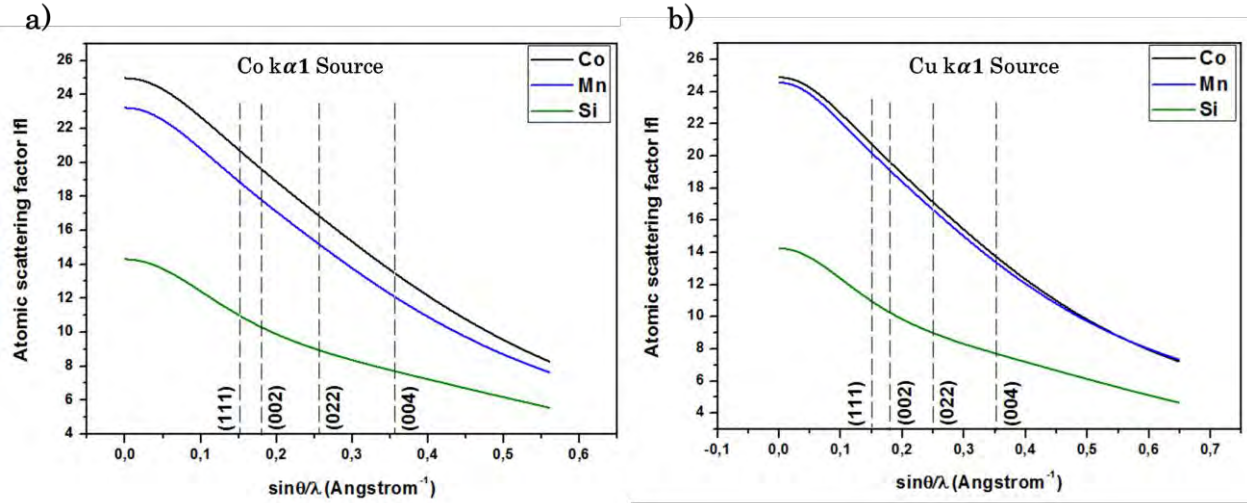 a)
Co kα1 Source
Co
Mn
Si
Atomic scattering factor |f|
26
24
22
20
18
16
14
12
10
8
6
4
(111)
(002)
(022)
(004)
0,0 0,1 0,2 0,3 0,4 0,5 0,6
sinθ/λ (Angstrom⁻¹)
b)
Cu kα1 Source
Co
Mn
Si
Atomic scattering factor |f|
26
24
22
20
18
16
14
12
10
8
6
4
(111)
(002)
(022)
(004)
-0,1 0,0 0,1 0,2 0,3 0,4 0,5 0,6 0,7
sinθ/λ (Angstrom⁻¹)